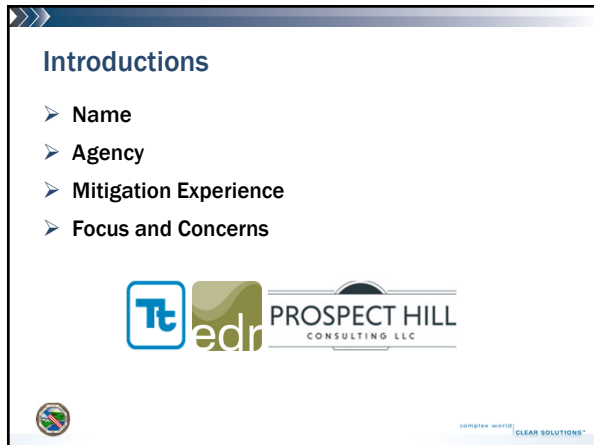 Introductions
Name
Agency
Mitigation Experience
Focus and Concerns
Tt
edr
PROSPECT HILL
CONSULTING LLC
complex world
CLEAR SOLUTIONS™